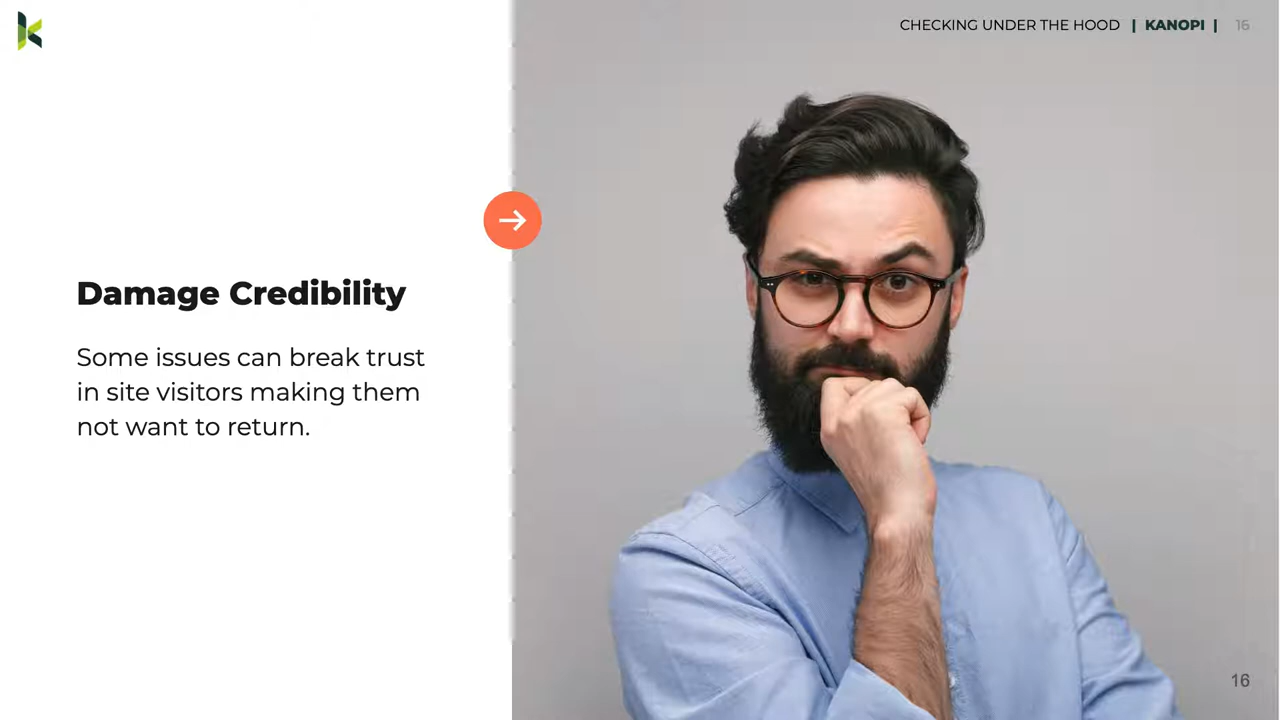 CHECKING UNDER THE HOOD | KANOPI | 16
Damage Credibility
Some issues can break trust
in site visitors making them
not want to return.
16